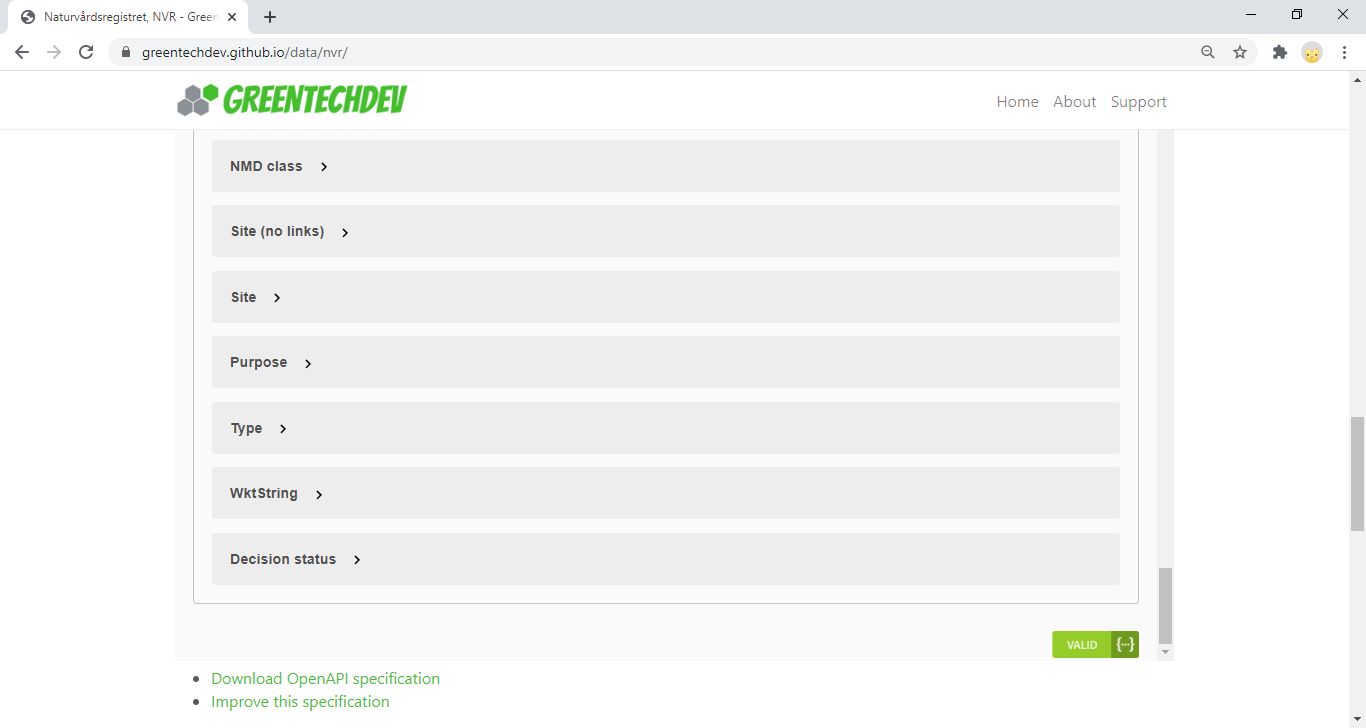 Naturvårdsregistret, NVR - Green
greentechdev.github.io/data/nvr/
GREENTECHDEV
Home About Support
NMD class
Site (no links)
Site
Purpose
Type
WktString
Decision status
VALID {...}
Download OpenAPI specification
Improve this specification